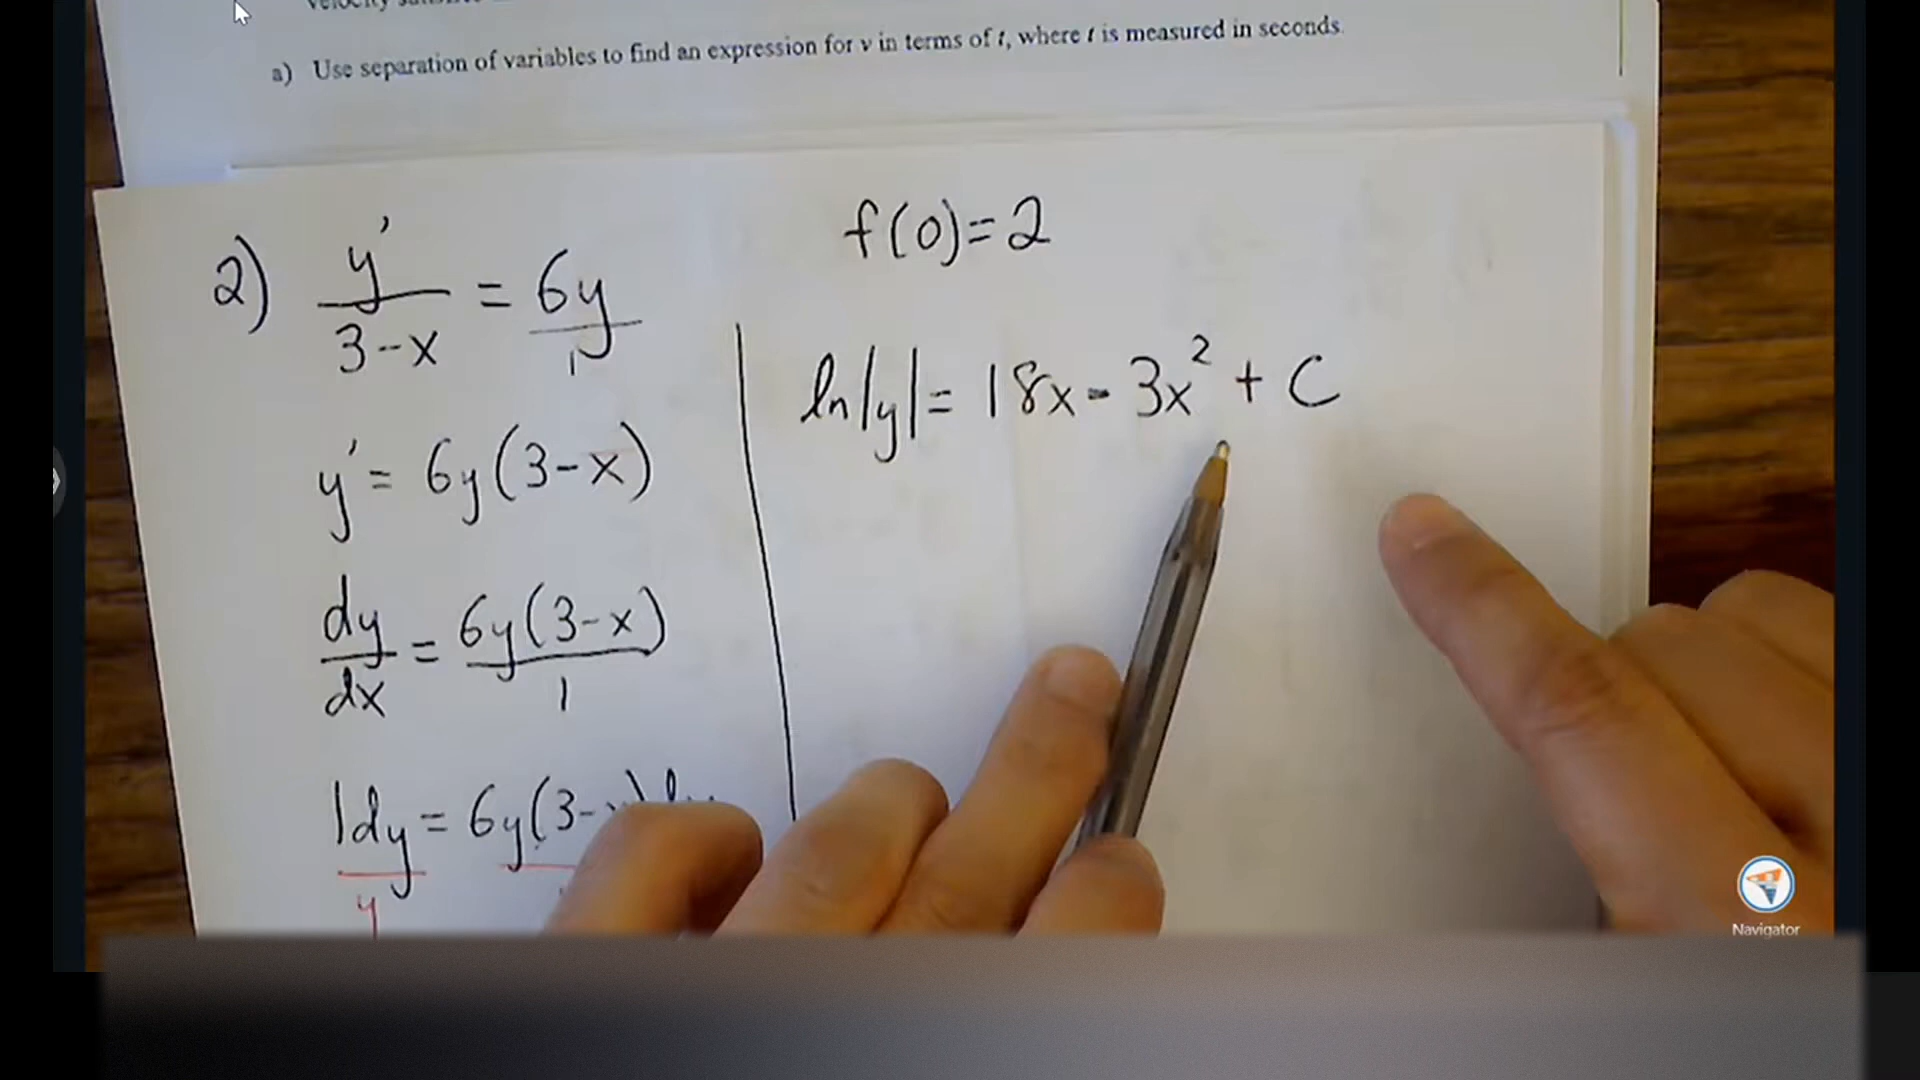 a) Use separation of variables to find an expression for v in terms of t, where t is measured in seconds.
2) y' / (3-x) = 6y / 1
y' = 6y(3-x)
dy/dx = 6y(3-x) / 1
1dy / y = 6y(3-
f(0)=2
ln|y| = 18x - 3x² + C
Navigator